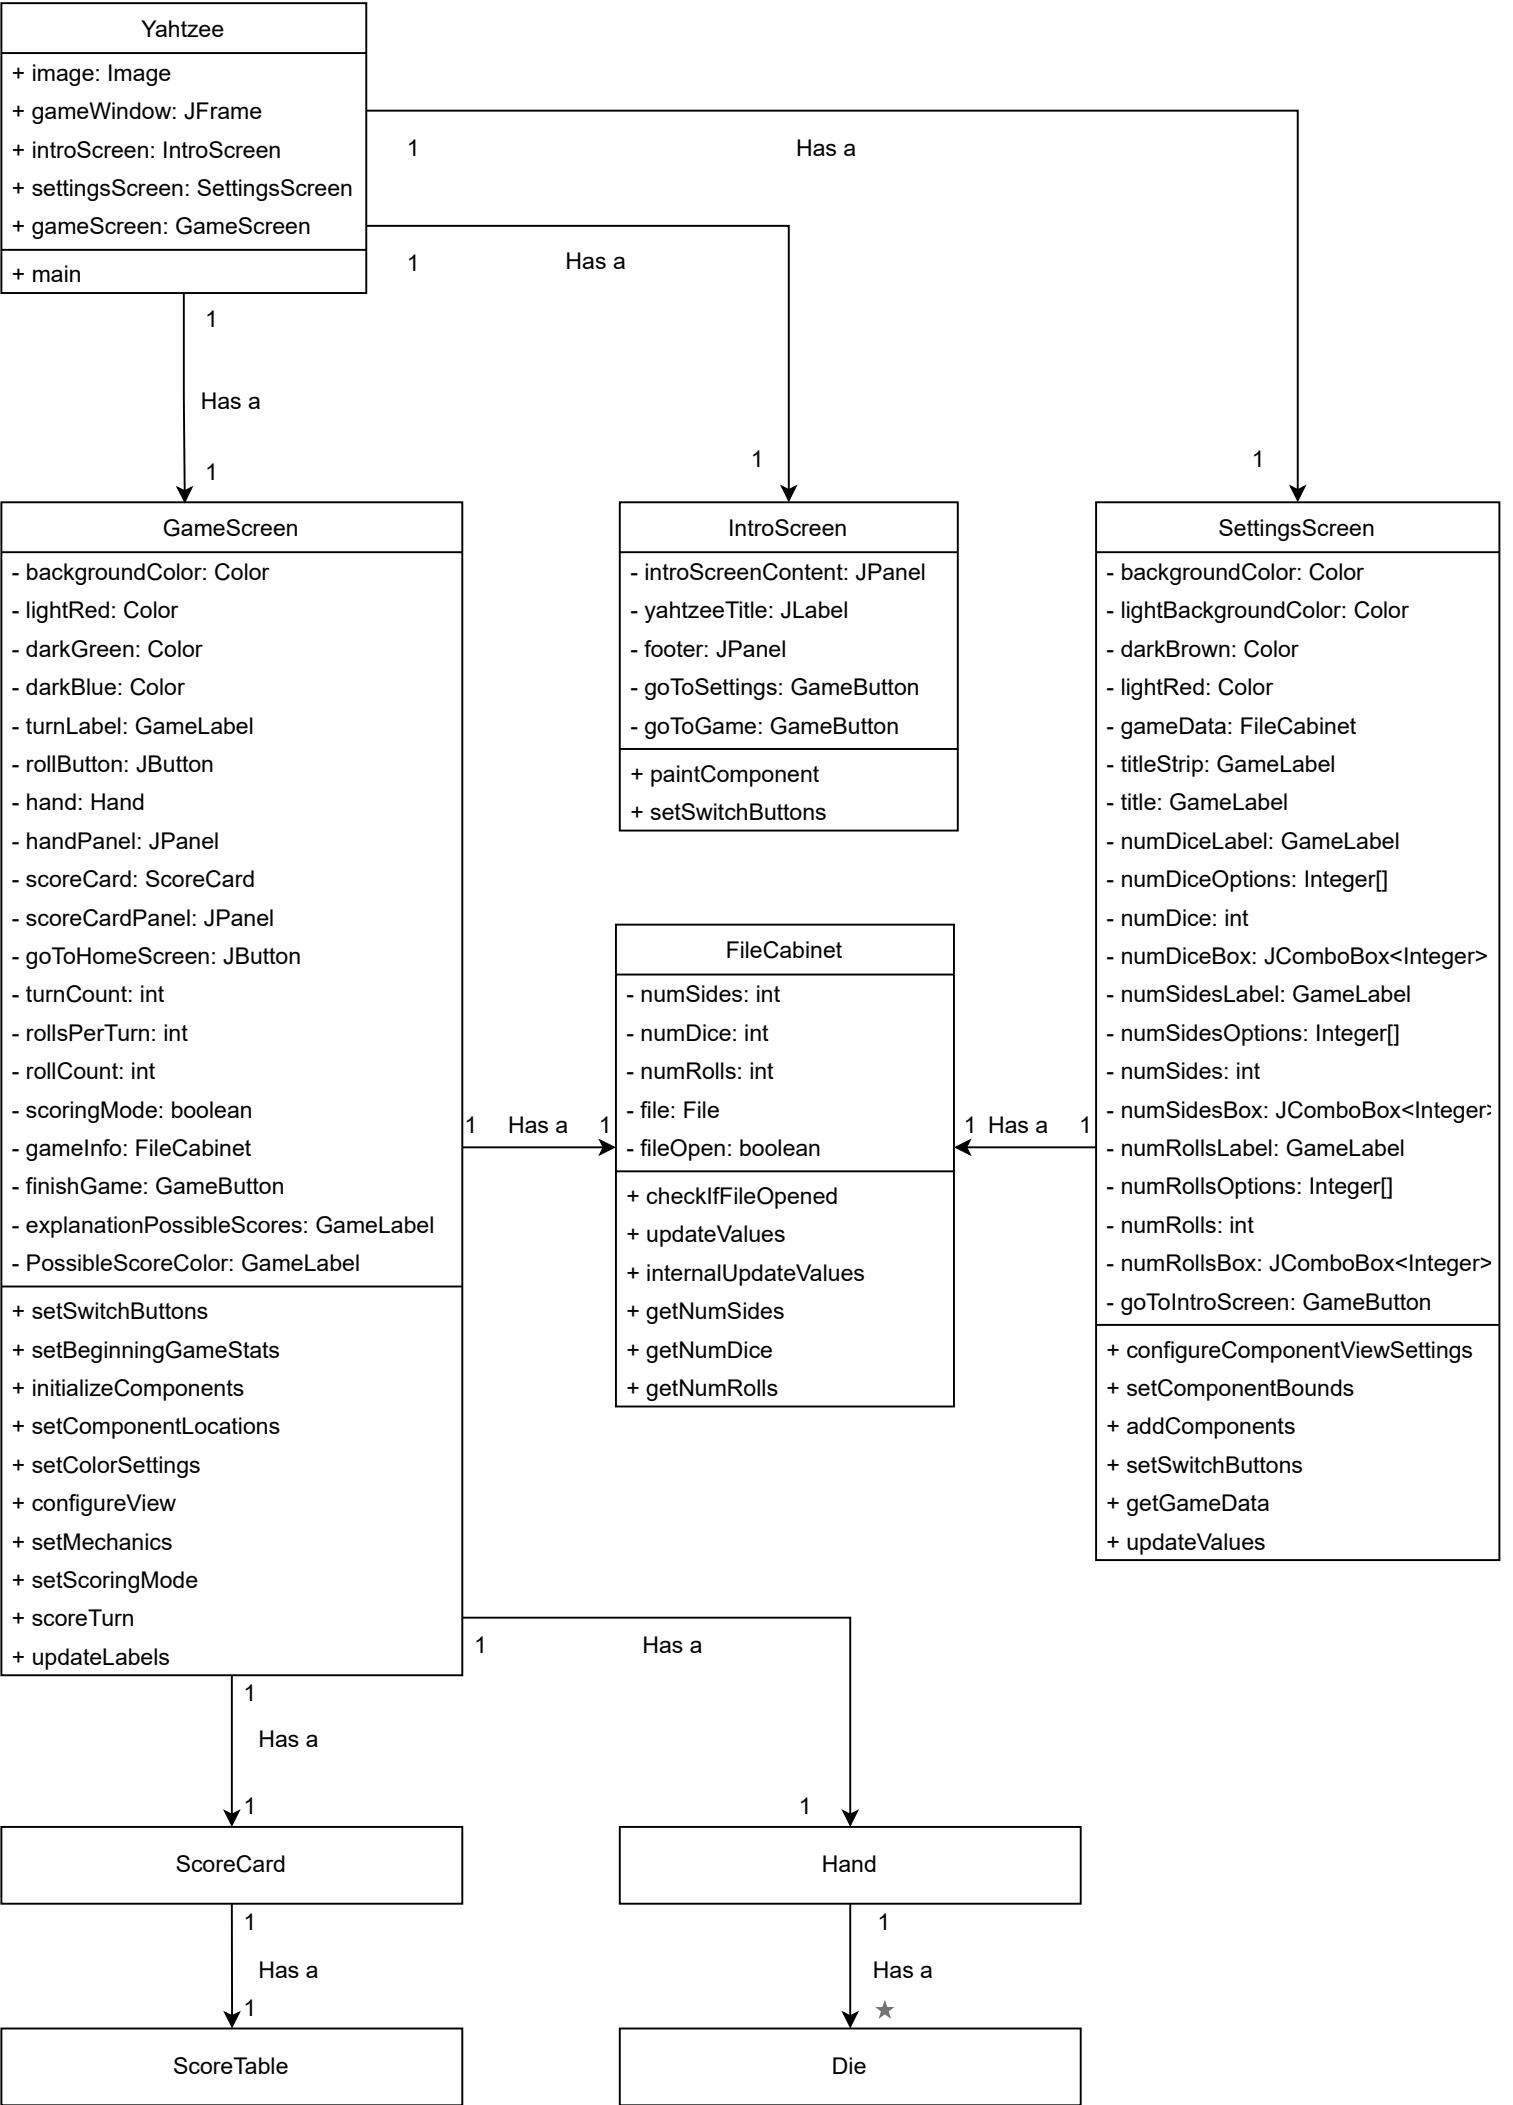 Yahtzee
+ image: Image
+ gameWindow: JFrame
+ introScreen: IntroScreen
+ settingsScreen: SettingsScreen
+ gameScreen: GameScreen
+ main
1
Has a
1
Has a
1
Has a
1
1
1
GameScreen
- backgroundColor: Color
- lightRed: Color
- darkGreen: Color
- darkBlue: Color
- turnLabel: GameLabel
- rollButton: JButton
- hand: Hand
- handPanel: JPanel
- scoreCard: ScoreCard
- scoreCardPanel: JPanel
- goToHomeScreen: JButton
- turnCount: int
- rollsPerTurn: int
- rollCount: int
- scoringMode: boolean
- gameInfo: FileCabinet
- finishGame: GameButton
- explanationPossibleScores: GameLabel
- PossibleScoreColor: GameLabel
+ setSwitchButtons
+ setBeginningGameStats
+ initializeComponents
+ setComponentLocations
+ setColorSettings
+ configureView
+ setMechanics
+ setScoringMode
+ scoreTurn
+ updateLabels
IntroScreen
- introScreenContent: JPanel
- yahtzeeTitle: JLabel
- footer: JPanel
- goToSettings: GameButton
- goToGame: GameButton
+ paintComponent
+ setSwitchButtons
SettingsScreen
- backgroundColor: Color
- lightBackgroundColor: Color
- darkBrown: Color
- lightRed: Color
- gameData: FileCabinet
- titleStrip: GameLabel
- title: GameLabel
- numDiceLabel: GameLabel
- numDiceOptions: Integer[]
- numDice: int
- numDiceBox: JComboBox<Integer>
- numSidesLabel: GameLabel
- numSidesOptions: Integer[]
- numSides: int
- numSidesBox: JComboBox<Integer>
- numRollsLabel: GameLabel
- numRollsOptions: Integer[]
- numRolls: int
- numRollsBox: JComboBox<Integer>
- goToIntroScreen: GameButton
+ configureComponentViewSettings
+ setComponentBounds
+ addComponents
+ setSwitchButtons
+ getGameData
+ updateValues
FileCabinet
- numSides: int
- numDice: int
- numRolls: int
- file: File
- fileOpen: boolean
+ checkIfFileOpened
+ updateValues
+ internalUpdateValues
+ getNumSides
+ getNumDice
+ getNumRolls
1 Has a 1
1 Has a 1
1
Has a
1
1
Has a
1
ScoreCard
Hand
1
Has a
1
1
Has a
★
ScoreTable
Die